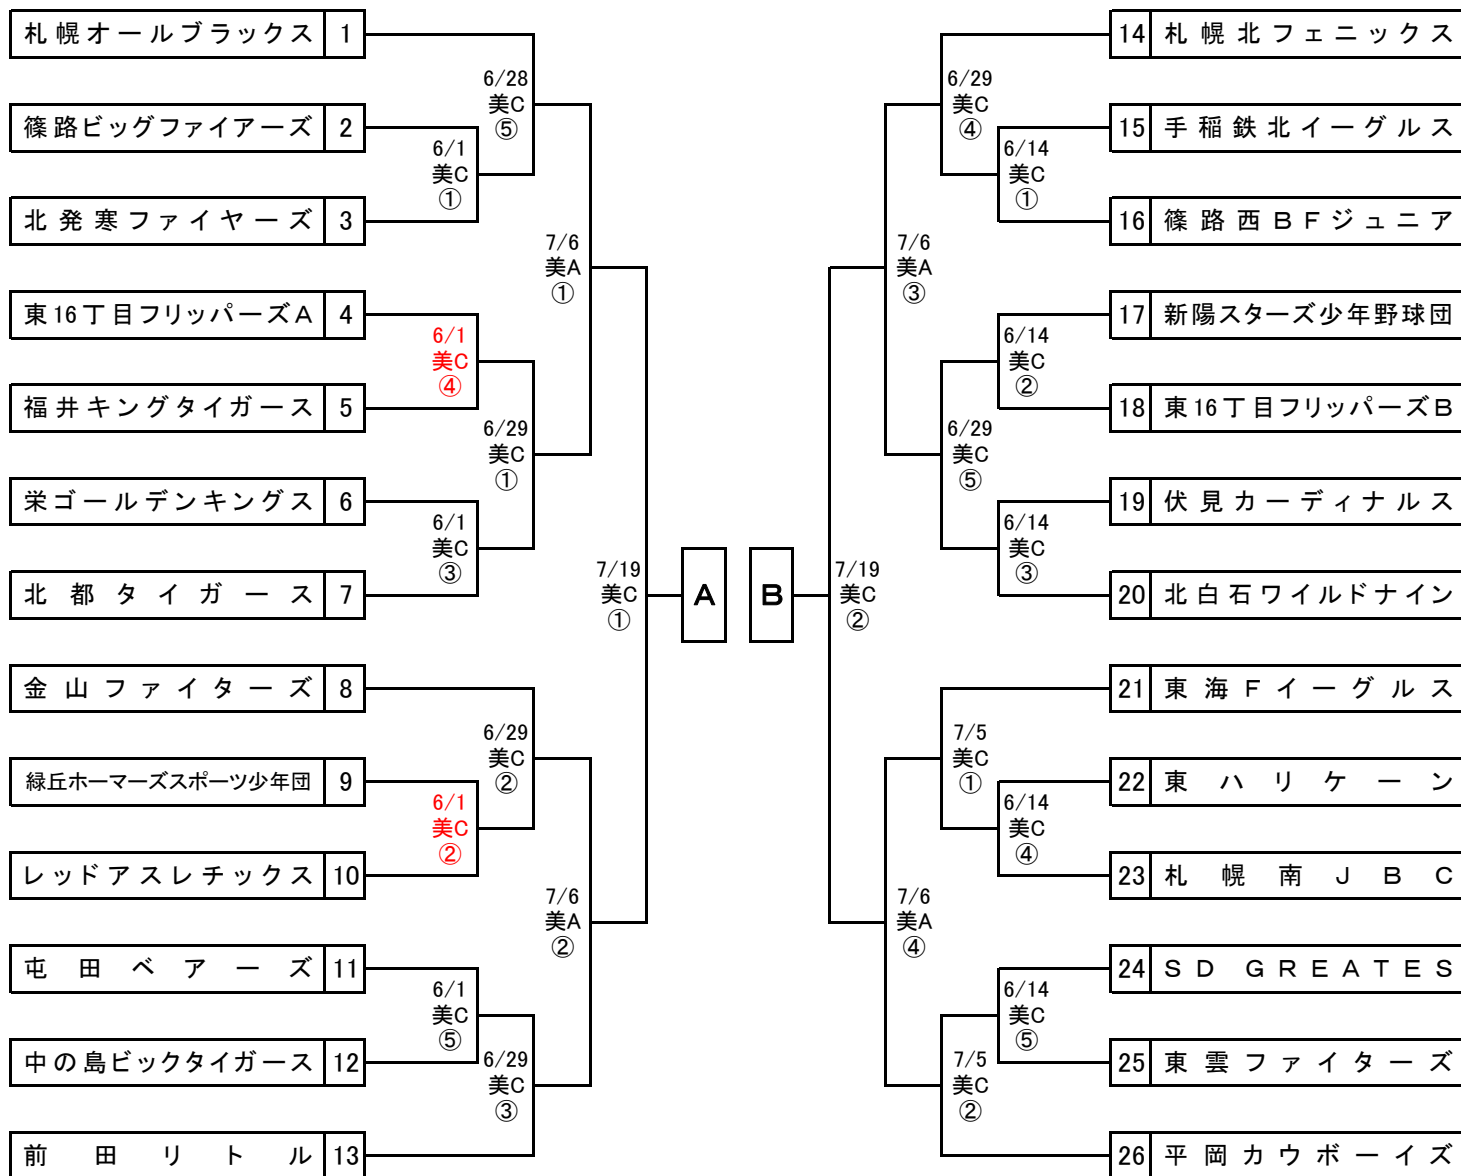 札幌オールブラックス 1
6/28
美C
⑤
篠路ビッグファイアーズ 2
6/1
美C
①
北発寒ファイヤーズ 3
7/6
美A
①
東16丁目フリッパーズA 4
6/1
美C
④
福井キングタイガース 5
6/29
美C
①
栄ゴールデンキングス 6
6/1
美C
③
北都タイガース 7
7/19
美C
①
A
金山ファイターズ 8
6/29
美C
②
緑丘ホーマーズスポーツ少年団 9
6/1
美C
②
レッドアスレチックス 10
7/6
美A
②
屯田ベアーズ 11
6/1
美C
⑤
中の島ビックタイガース 12
6/29
美C
③
前田リトル 13
14 札幌北フェニックス
6/29
美C
④
15 手稲鉄北イーグルス
6/14
美C
①
16 篠路西BFジュニア
7/6
美A
③
17 新陽スターズ少年野球団
6/14
美C
②
18 東16丁目フリッパーズB
6/29
美C
⑤
19 伏見カーディナルス
6/14
美C
③
20 北白石ワイルドナイン
B
7/19
美C
②
21 東海Fイーグルス
7/5
美C
①
22 東ハリケーン
6/14
美C
④
23 札幌南JBC
7/6
美A
④
24 SD GREATES
6/14
美C
⑤
25 東雲ファイターズ
7/5
美C
②
26 平岡カウボーイズ